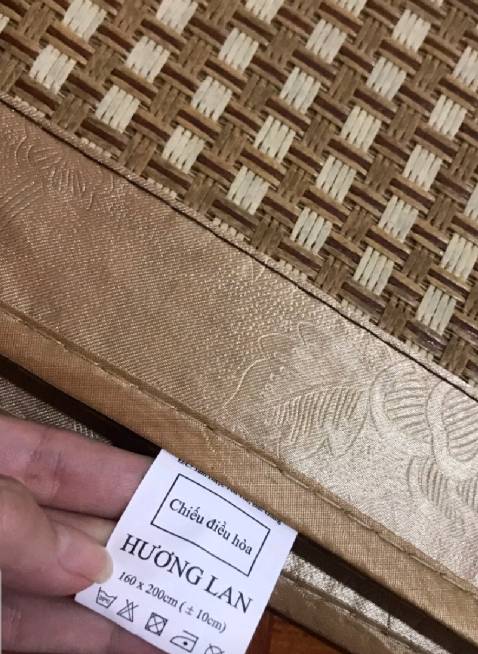 Chiếu điều hòa
HƯƠNG LAN
160 x 200cm ( ± 10cm)